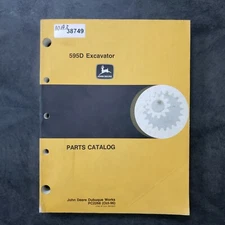 38749
595D Excavator
PARTS CATALOG
John Deere Dubuque Works